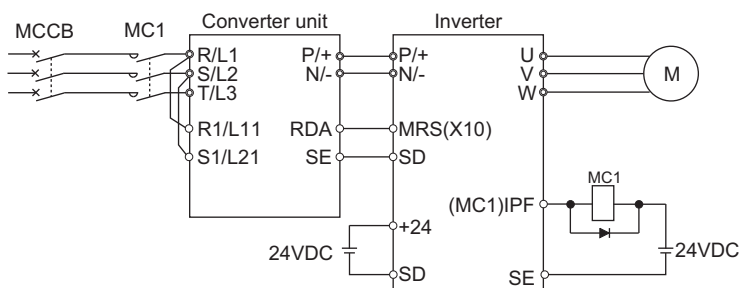 Converter unit Inverter
MCCB MC1
R/L1 P/+ P/+ U
S/L2 N/- N/- V M
T/L3 W
R1/L11 RDA MRS(X10)
S1/L21 SE SD
MC1
(MC1)IPF
+24
24VDC 24VDC
SD SE